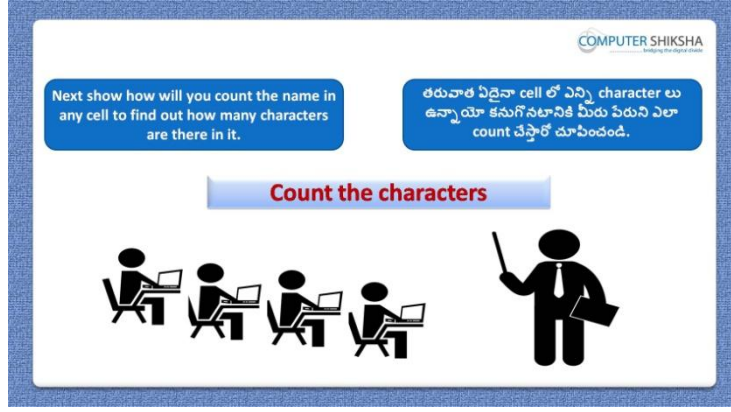 COMPUTER SHIKSHA
bridging the digital divide
Next show how will you count the name in
any cell to find out how many characters
are there in it.
తరువాత ఏదైనా cell లో ఎన్ని character లు
ఉన్నాయో కనుగొనటానికి మీరు పేరుని ఎలా
count చేస్తారో చూపించండి.
Count the characters